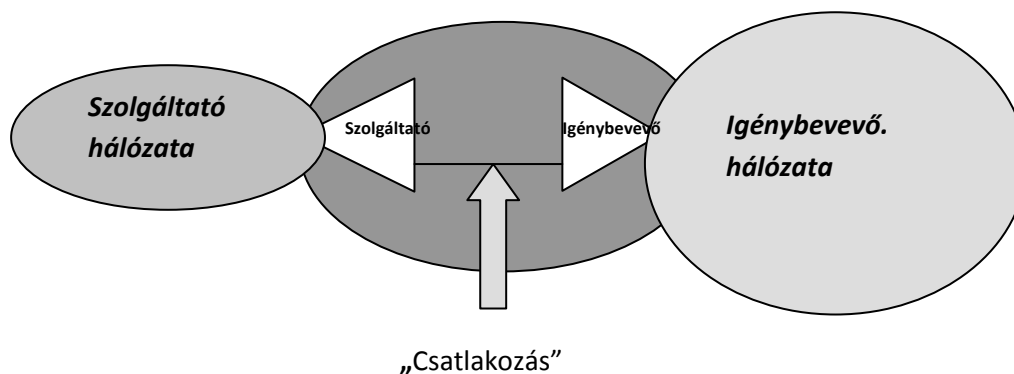 Szolgáltató
hálózata
Szolgáltató
Igénybevevő
Igénybevevő.
hálózata
„Csatlakozás”